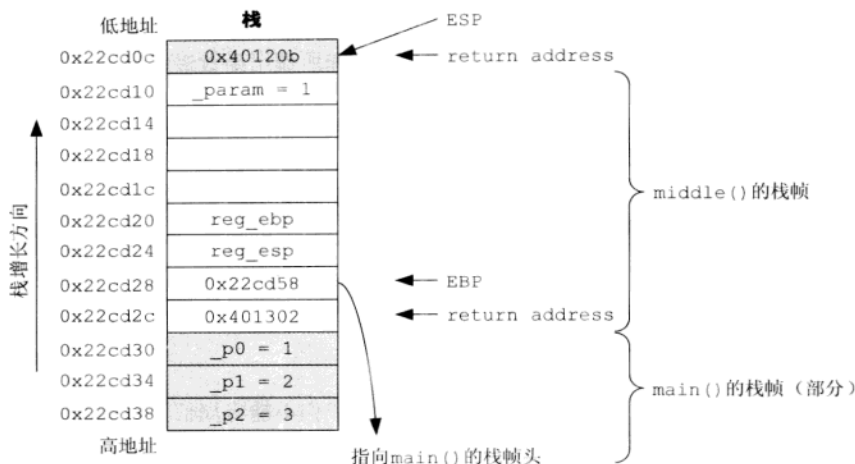 低地址
栈
ESP
0x22cd0c
0x40120b
return address
0x22cd10
_param = 1
0x22cd14
0x22cd18
0x22cd1c
0x22cd20
reg_ebp
0x22cd24
reg_esp
0x22cd28
0x22cd58
EBP
0x22cd2c
0x401302
return address
0x22cd30
_p0 = 1
0x22cd34
_p1 = 2
0x22cd38
_p2 = 3
高地址
栈增长方向
middle()的栈帧
main()的栈帧（部分）
指向main()的栈帧头